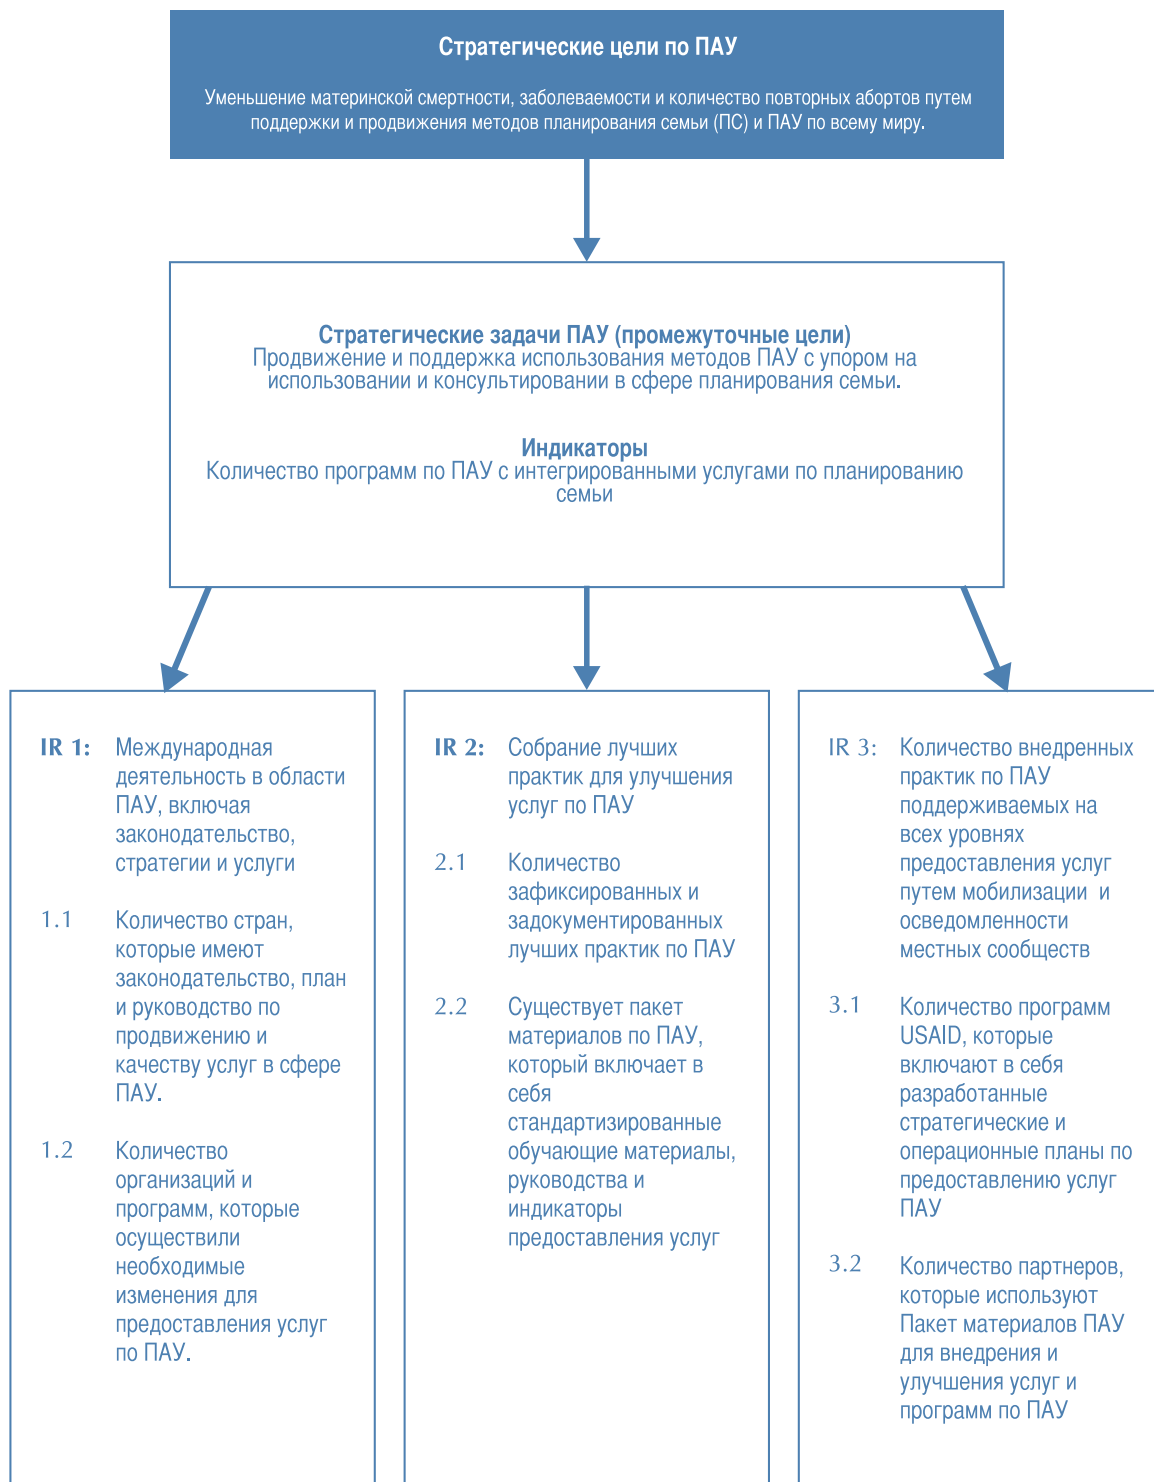 Стратегические цели по ПАУ
Уменьшение материнской смертности, заболеваемости и количество повторных абортов путем
поддержки и продвижения методов планирования семьи (ПС) и ПАУ по всему миру.
Стратегические задачи ПАУ (промежуточные цели)
Продвижение и поддержка использования методов ПАУ с упором на
использовании и консультировании в сфере планирования семьи.
Индикаторы
Количество программ по ПАУ с интегрированными услугами по планированию
семьи
IR 1: Международная
деятельность в области
ПАУ, включая
законодательство,
стратегии и услуги
1.1 Количество стран,
которые имеют
законодательство, план
и руководство по
продвижению и
качеству услуг в сфере
ПАУ.
1.2 Количество
организаций и
программ, которые
осуществили
необходимые
изменения для
предоставления услуг
по ПАУ.
IR 2: Собрание лучших
практик для улучшения
услуг по ПАУ
2.1 Количество
зафиксированных и
задокументированных
лучших практик по ПАУ
2.2 Существует пакет
материалов по ПАУ,
который включает в
себя
стандартизированные
обучающие материалы,
руководства и
индикаторы
предоставления услуг
IR 3: Количество внедренных
практик по ПАУ
поддерживаемых на
всех уровнях
предоставления услуг
путем мобилизации и
осведомленности
местных сообществ
3.1 Количество программ
USAID, которые
включают в себя
разработанные
стратегические и
операционные планы по
предоставлению услуг
ПАУ
3.2 Количество партнеров,
которые используют
Пакет материалов ПАУ
для внедрения и
улучшения услуг и
программ по ПАУ